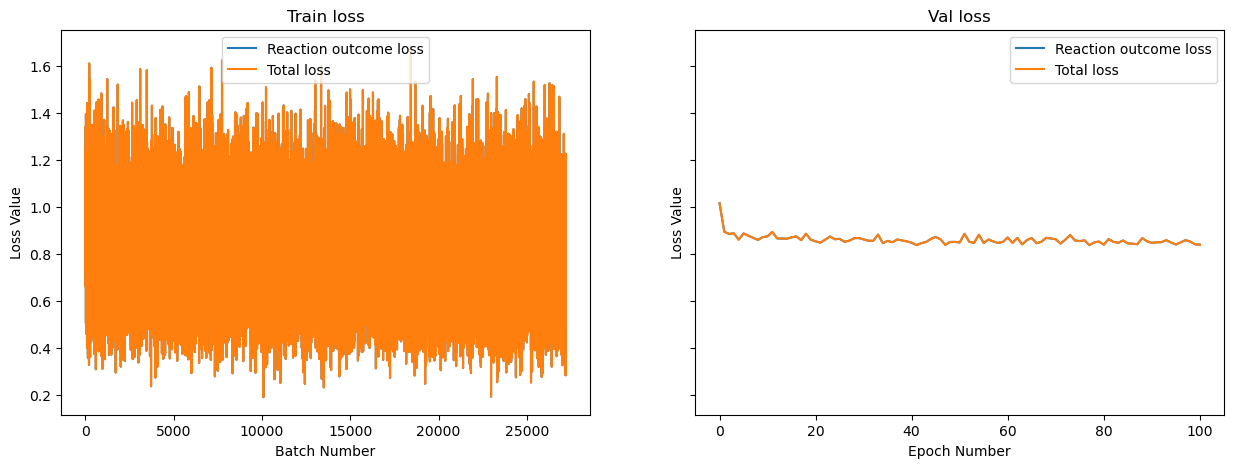 Train loss
Reaction outcome loss
Total loss
1.6
1.4
1.2
1.0
0.8
0.6
0.4
0.2
Loss Value
0
5000
10000
15000
20000
25000
Batch Number
Val loss
Reaction outcome loss
Total loss
Loss Value
0
20
40
60
80
100
Epoch Number